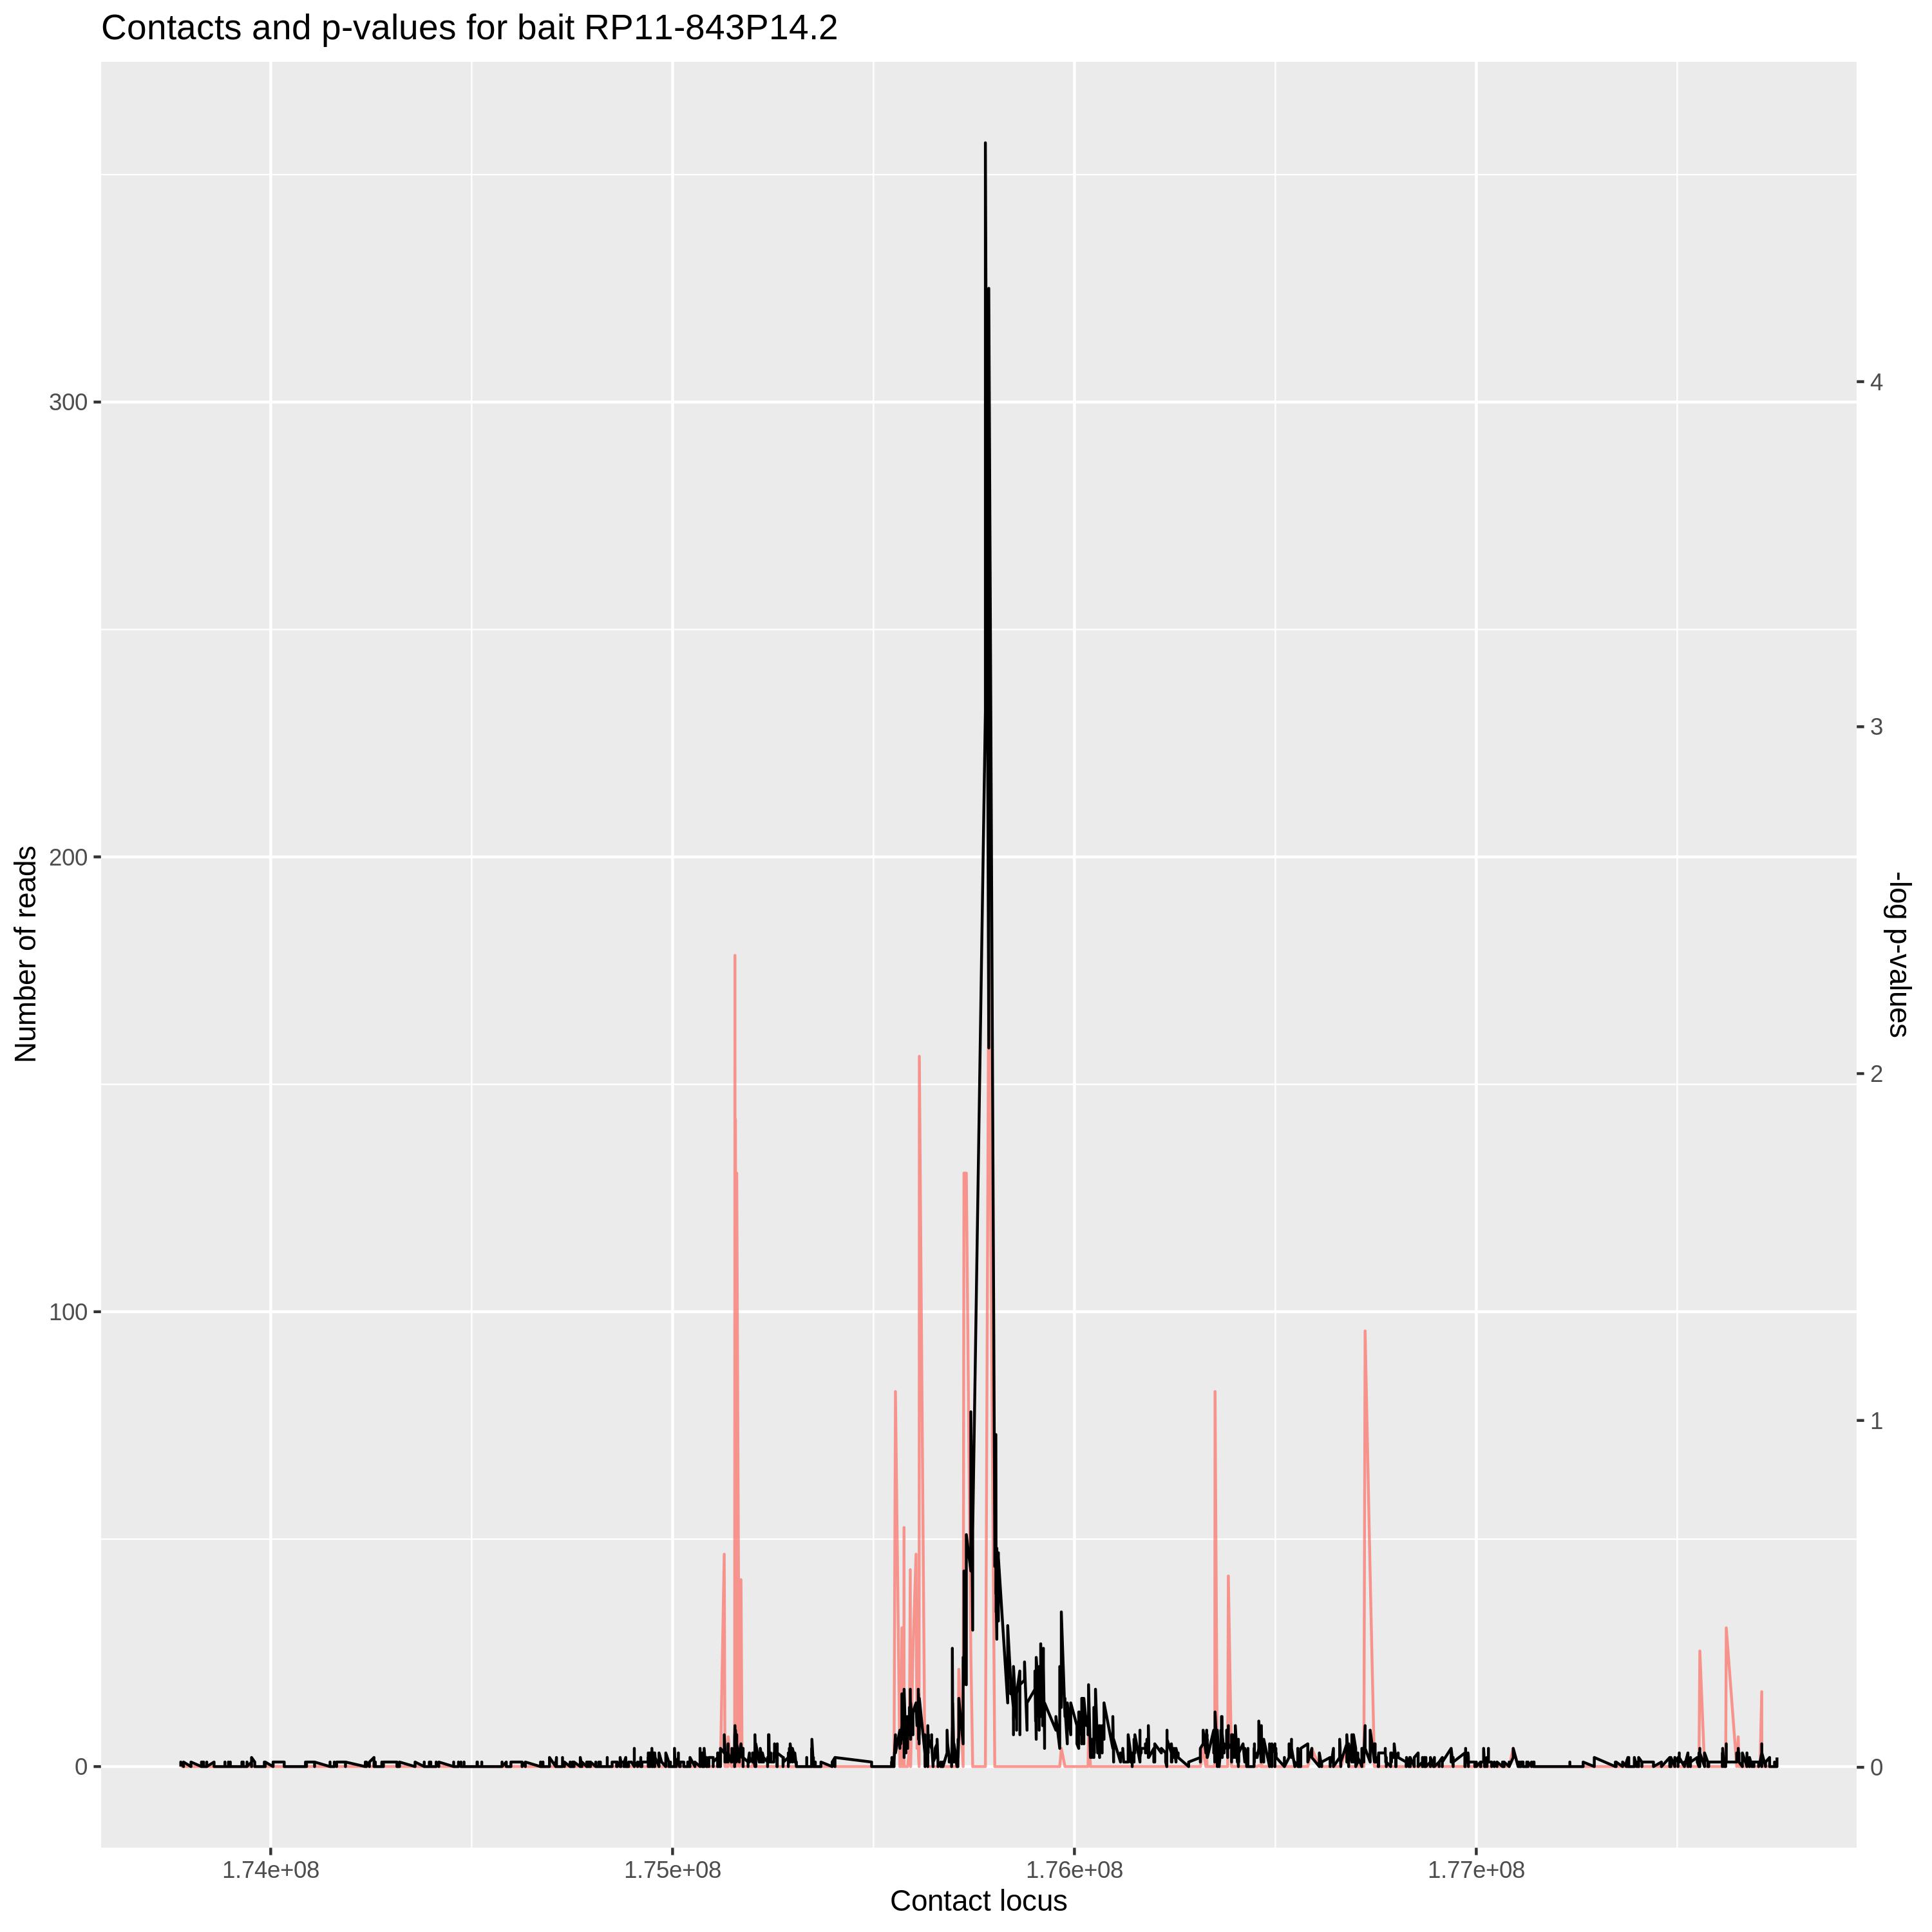 Contacts and p-values for bait RP11-843P14.2
Number of reads
300
200
100
0
4
3
2
1
0
-log p-values
1.74e+08 1.75e+08 1.76e+08 1.77e+08
Contact locus